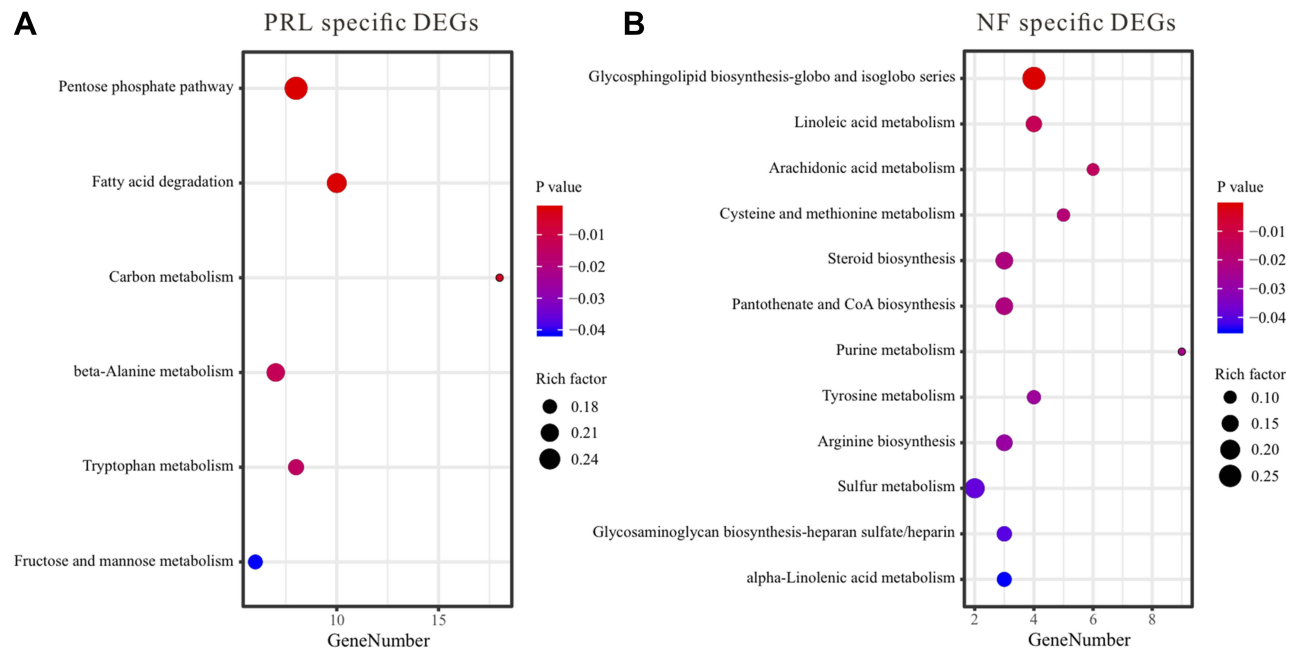 A
PRL specific DEGs
Pentose phosphate pathway
Fatty acid degradation
Carbon metabolism
beta-Alanine metabolism
Tryptophan metabolism
Fructose and mannose metabolism
10
15
GeneNumber
P value
−0.01
−0.02
−0.03
−0.04
Rich factor
0.18
0.21
0.24
B
NF specific DEGs
Glycosphingolipid biosynthesis-globo and isoglobo series
Linoleic acid metabolism
Arachidonic acid metabolism
Cysteine and methionine metabolism
Steroid biosynthesis
Pantothenate and CoA biosynthesis
Purine metabolism
Tyrosine metabolism
Arginine biosynthesis
Sulfur metabolism
Glycosaminoglycan biosynthesis-heparan sulfate/heparin
alpha-Linolenic acid metabolism
2
4
6
8
GeneNumber
P value
−0.01
−0.02
−0.03
−0.04
Rich factor
0.10
0.15
0.20
0.25